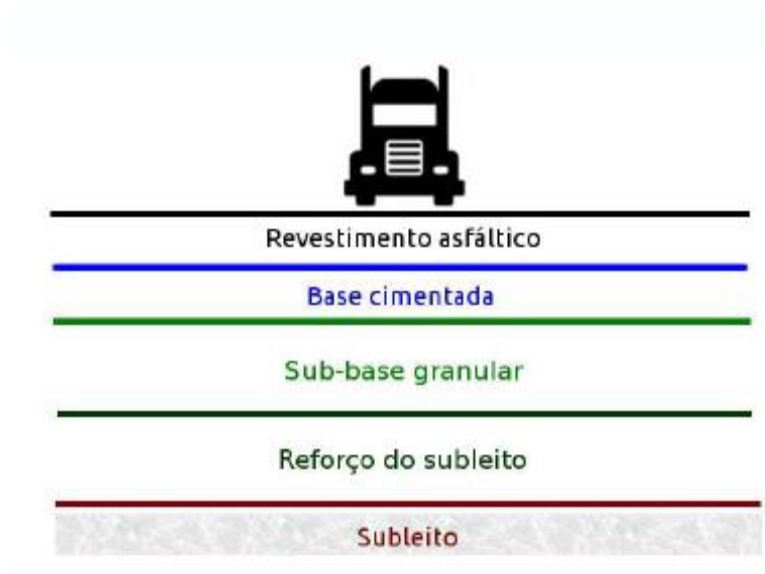 Revestimento asfáltico
Base cimentada
Sub-base granular
Reforço do subleito
Subleito